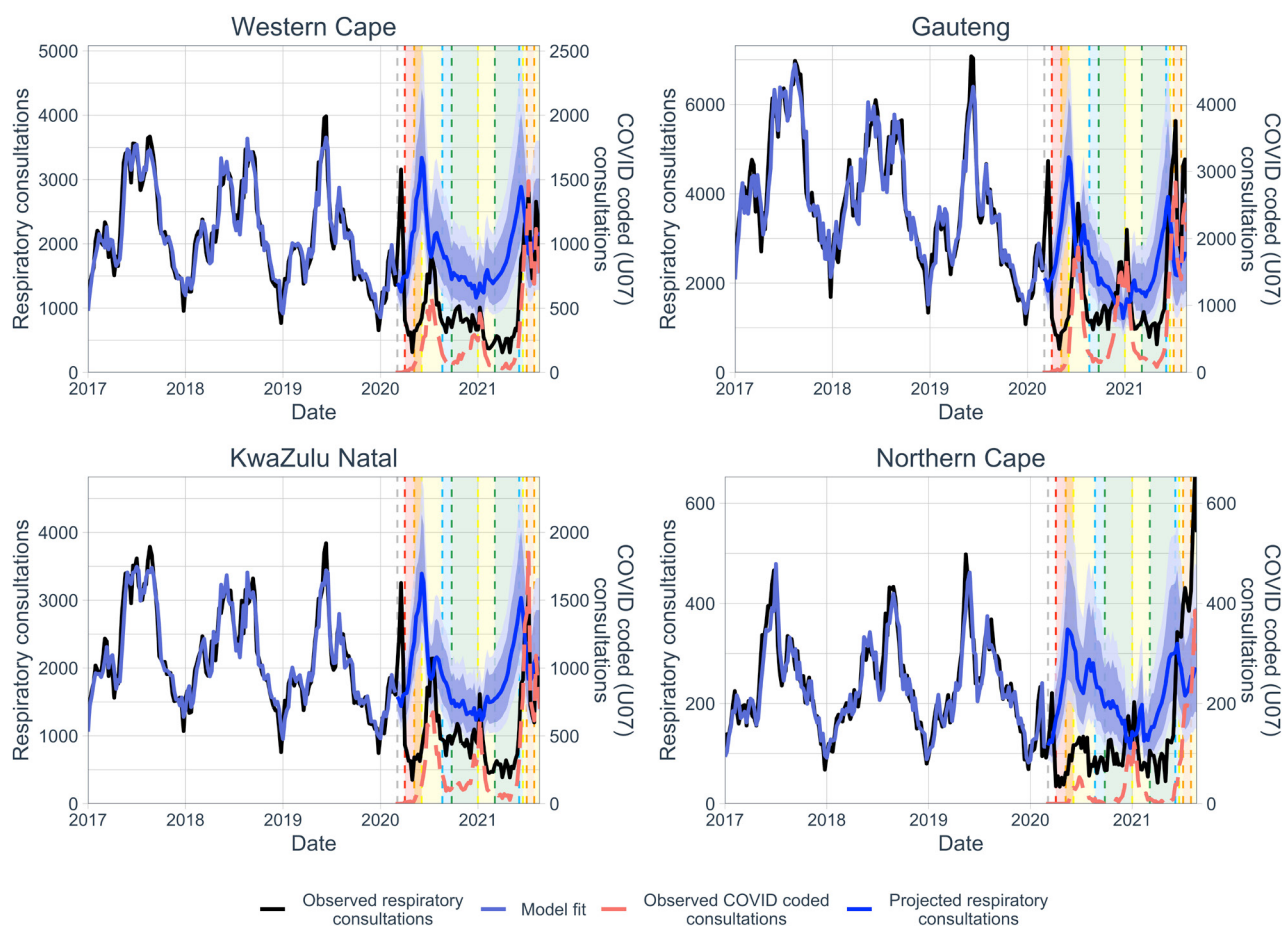 Western Cape
Respiratory consultations
5000
4000
3000
2000
1000
0
2500
2000
1500
1000
500
0
COVID coded (U07)
consultations
2017
2018
2019
2020
2021
Date
Gauteng
Respiratory consultations
6000
4000
2000
0
4000
3000
2000
1000
0
COVID coded (U07)
consultations
2017
2018
2019
2020
2021
Date
KwaZulu Natal
Respiratory consultations
4000
3000
2000
1000
0
2000
1500
1000
500
0
COVID coded (U07)
consultations
2017
2018
2019
2020
2021
Date
Northern Cape
Respiratory consultations
600
400
200
0
600
400
200
0
COVID coded (U07)
consultations
2017
2018
2019
2020
2021
Date
Observed respiratory
consultations
Model fit
Observed COVID coded
consultations
Projected respiratory
consultations